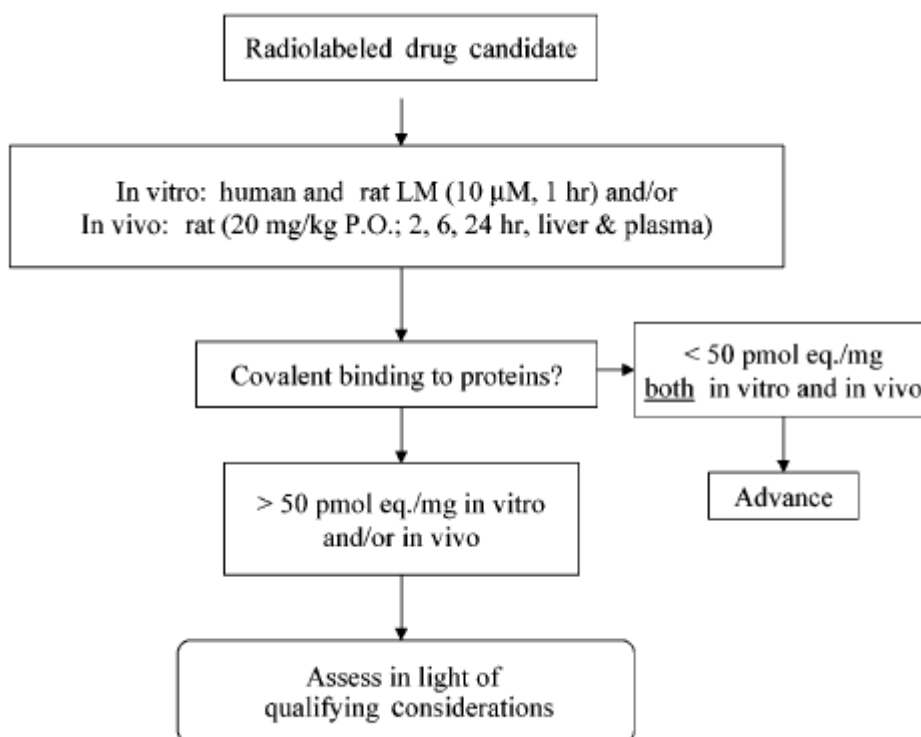 Radiolabeled drug candidate
In vitro: human and rat LM (10 μM, 1 hr) and/or
In vivo: rat (20 mg/kg P.O.; 2, 6, 24 hr, liver & plasma)
Covalent binding to proteins?
< 50 pmol eq./mg
both in vitro and in vivo
Advance
> 50 pmol eq./mg in vitro
and/or in vivo
Assess in light of
qualifying considerations